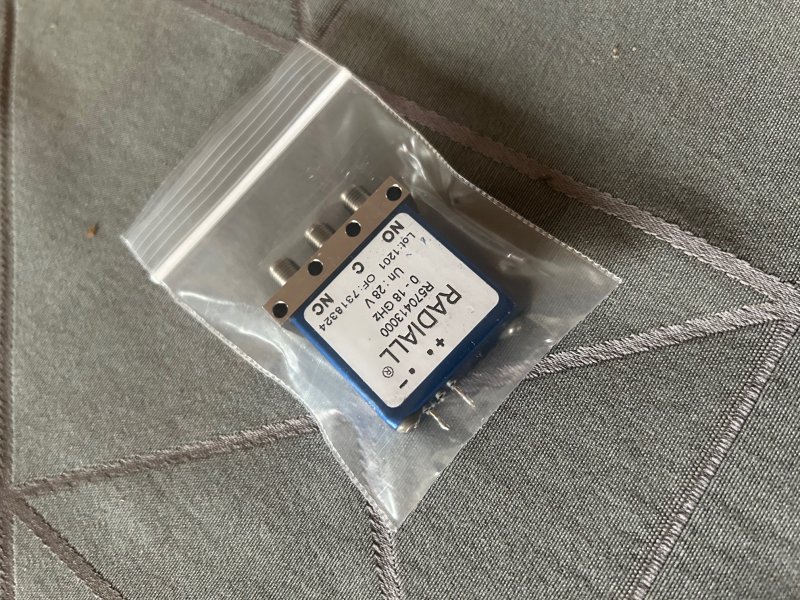 RADIALL ®
R570413000
0 - 18 GHz
Un : 28 V
Lot:1201 OF: 7318324
NO C NC
+ -